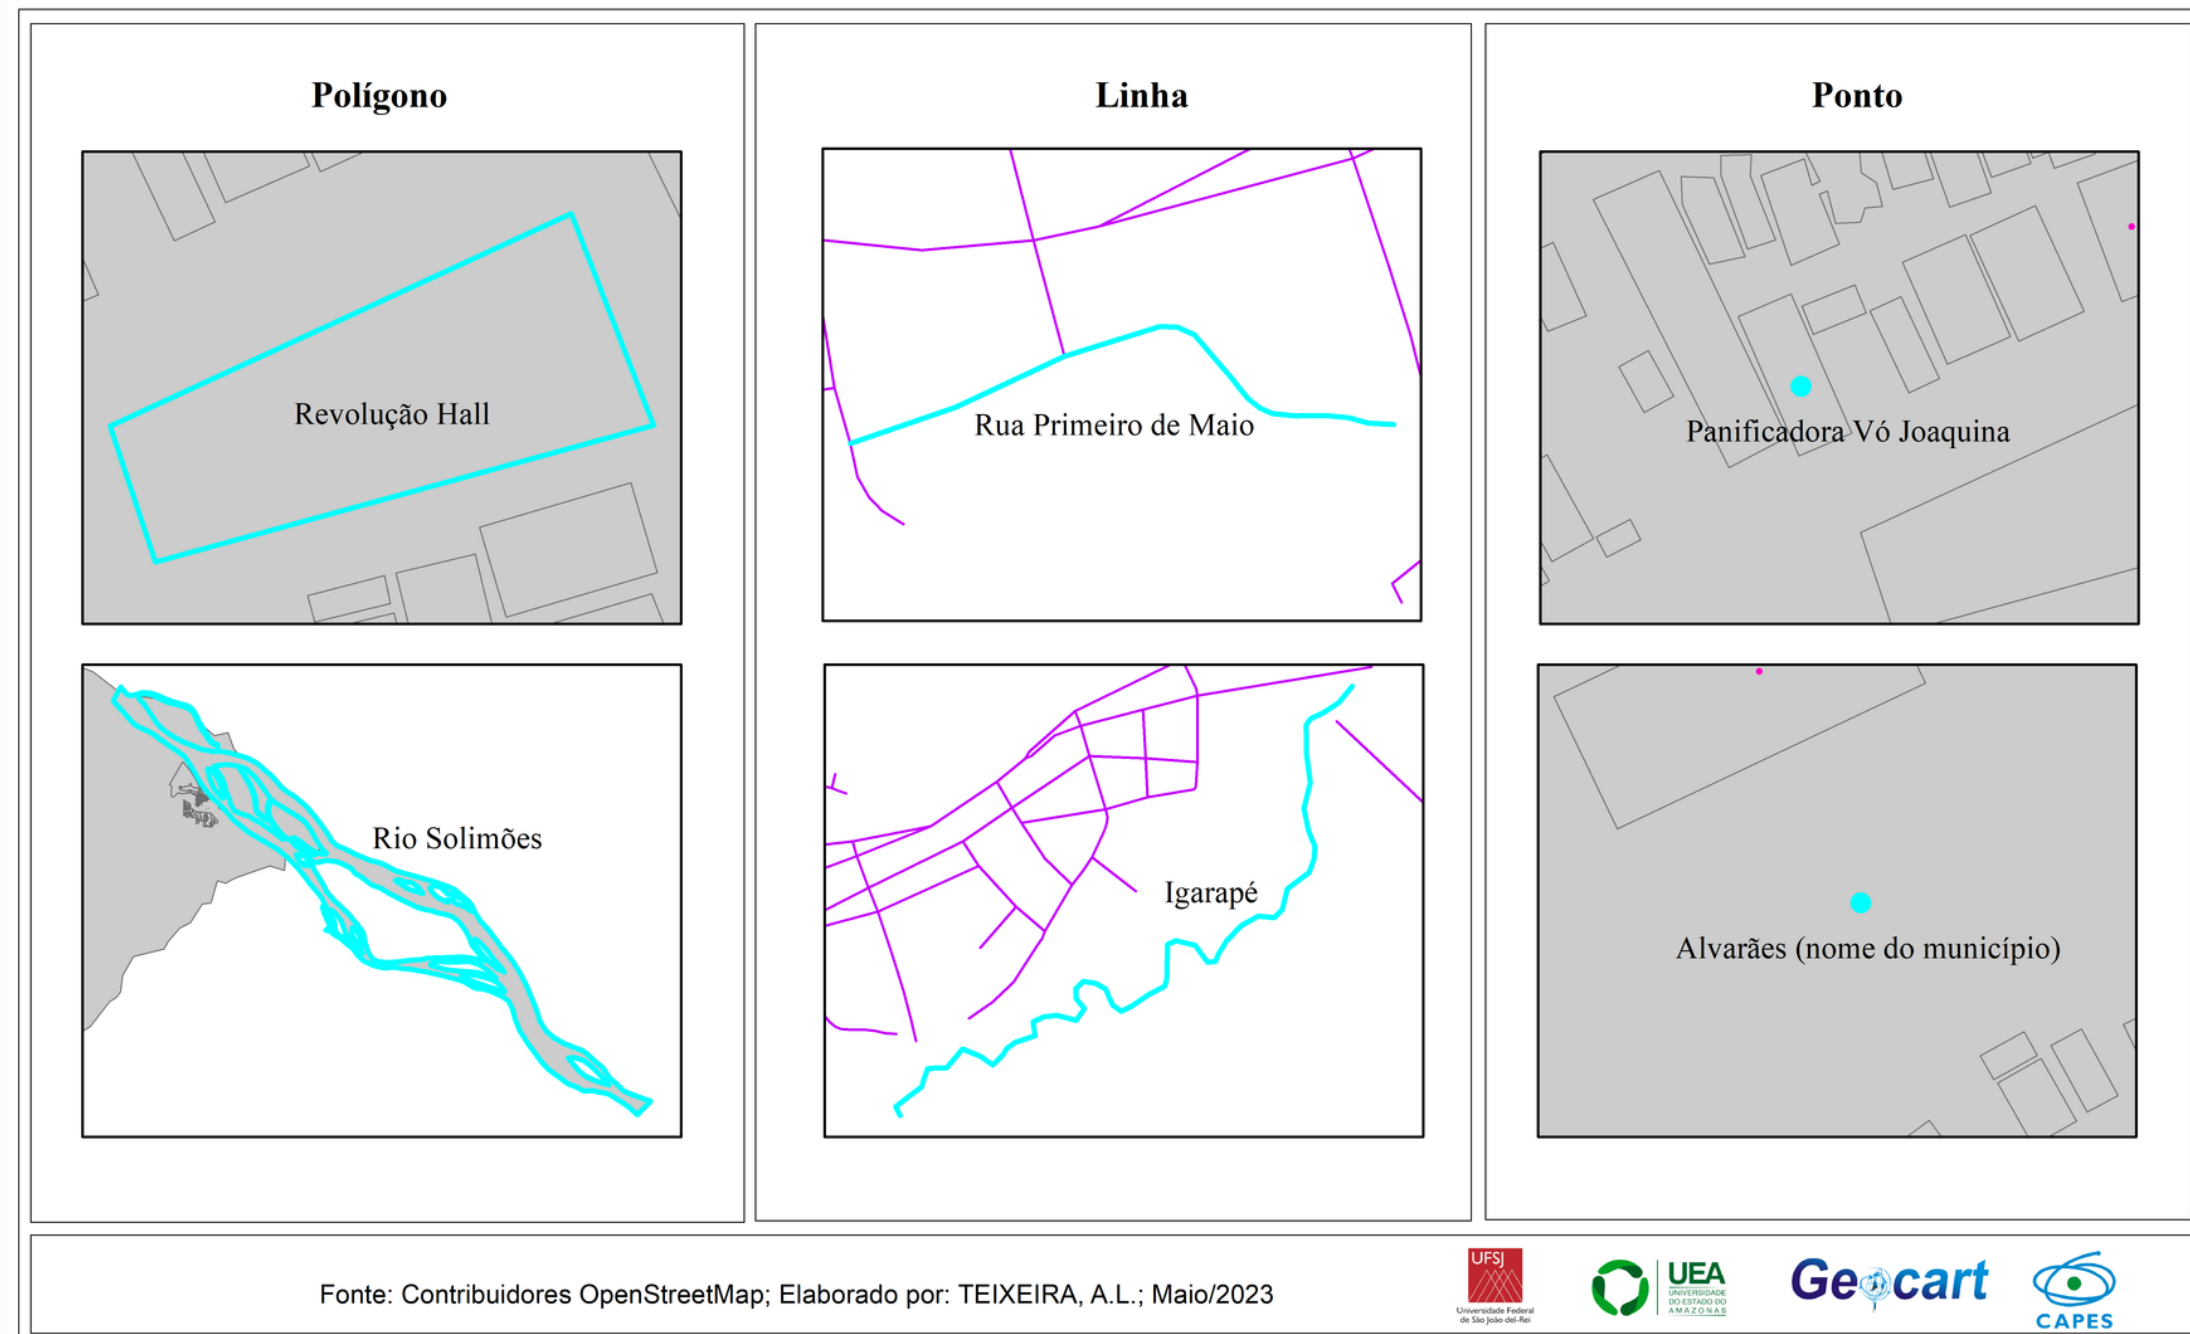 Polígono
Revolução Hall
Rio Solimões
Linha
Rua Primeiro de Maio
Igarapé
Ponto
Panificadora Vó Joaquina
Alvarães (nome do município)
Fonte: Contribuidores OpenStreetMap; Elaborado por: TEIXEIRA, A.L.; Maio/2023
UFSJ
Universidade Federal
de São João del-Rei
UEA
UNIVERSIDADE
DO ESTADO DO
AMAZONAS
Geocart
CAPES